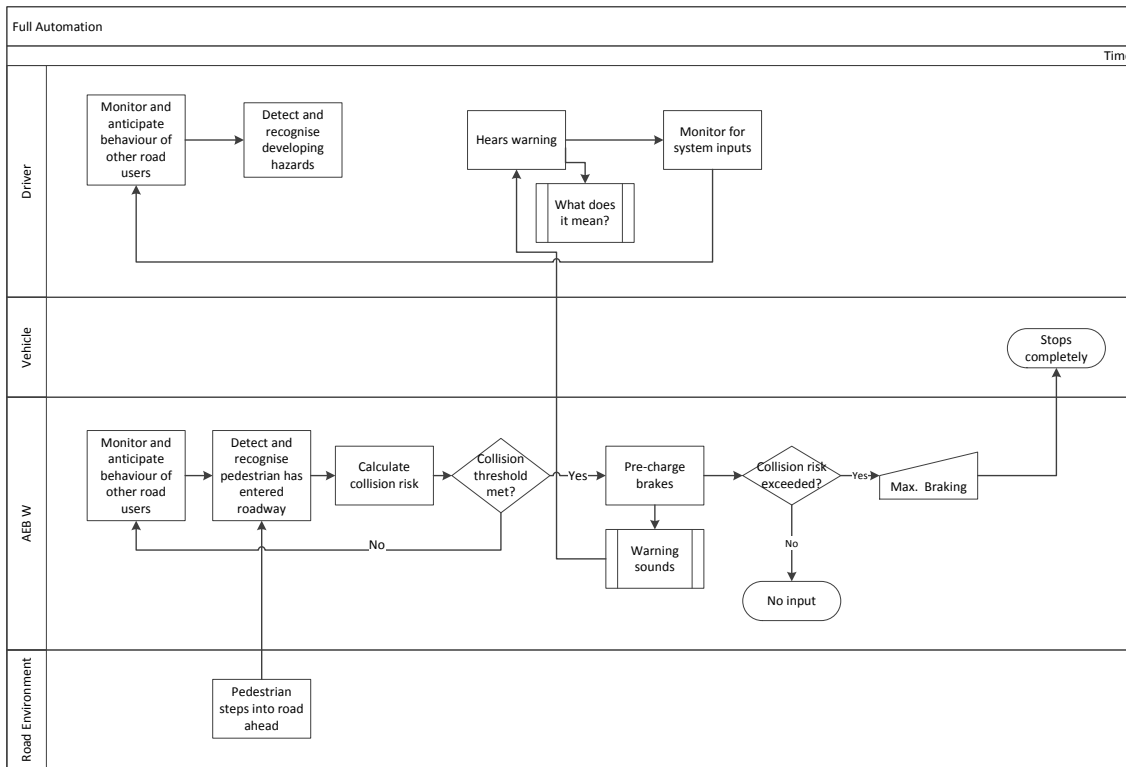 Full Automation
Time
Driver
Monitor and
anticipate
behaviour of
other road
users
Detect and
recognise
developing
hazards
Hears warning
Monitor for
system inputs
What does
it mean?
Vehicle
Stops
completely
AEB W
Monitor and
anticipate
behaviour of
other road
users
Detect and
recognise
pedestrian has
entered
roadway
Calculate
collision risk
Collision
threshold
met?
Yes
No
Pre-charge
brakes
Warning
sounds
Collision risk
exceeded?
Yes
No
Max. Braking
No input
Road Environment
Pedestrian
steps into road
ahead